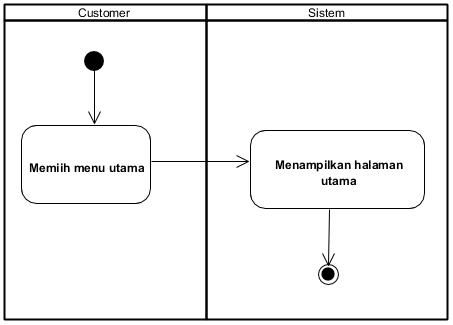 Customer
Sistem
Memiih menu utama
Menampilkan halaman
utama